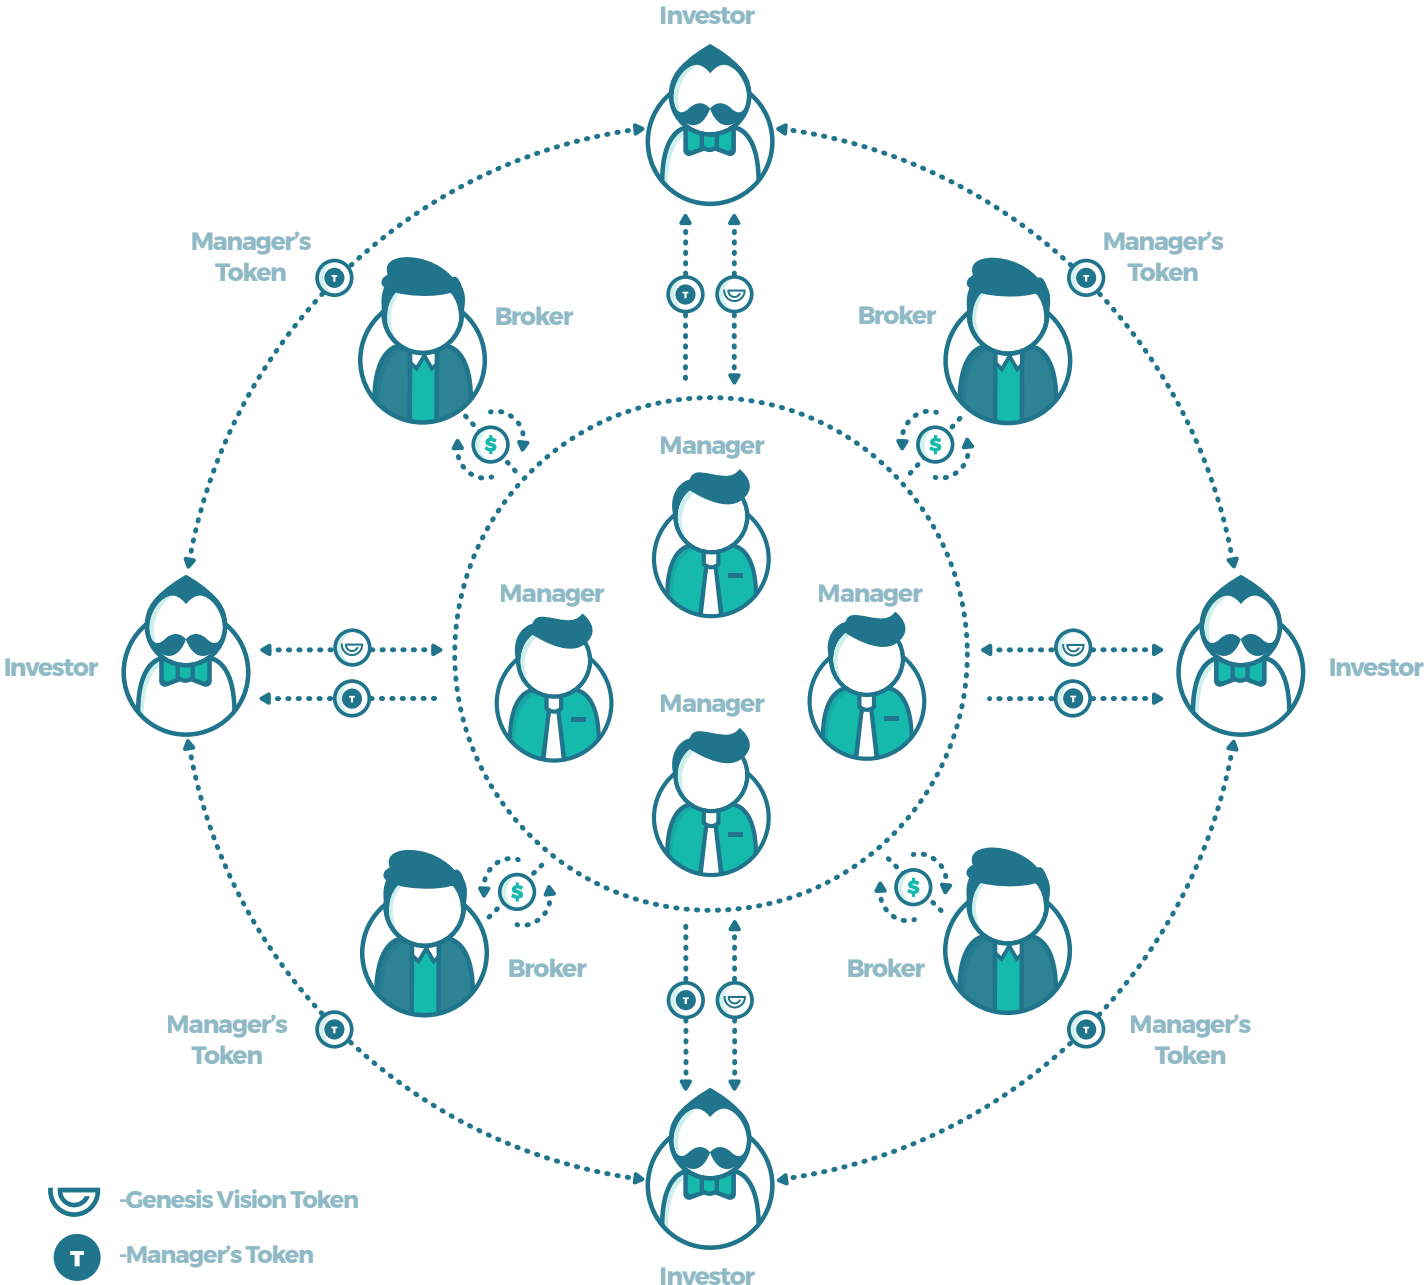 Investor
Manager's
Token
T
T
T
Manager's
Token
T
Broker
Broker
$
$
Manager
Manager
Manager
Investor
T
Manager
T
Investor
$
$
Broker
Broker
T
Manager's
Token
T
T
Manager's
Token
-Genesis Vision Token
T
-Manager's Token
Investor